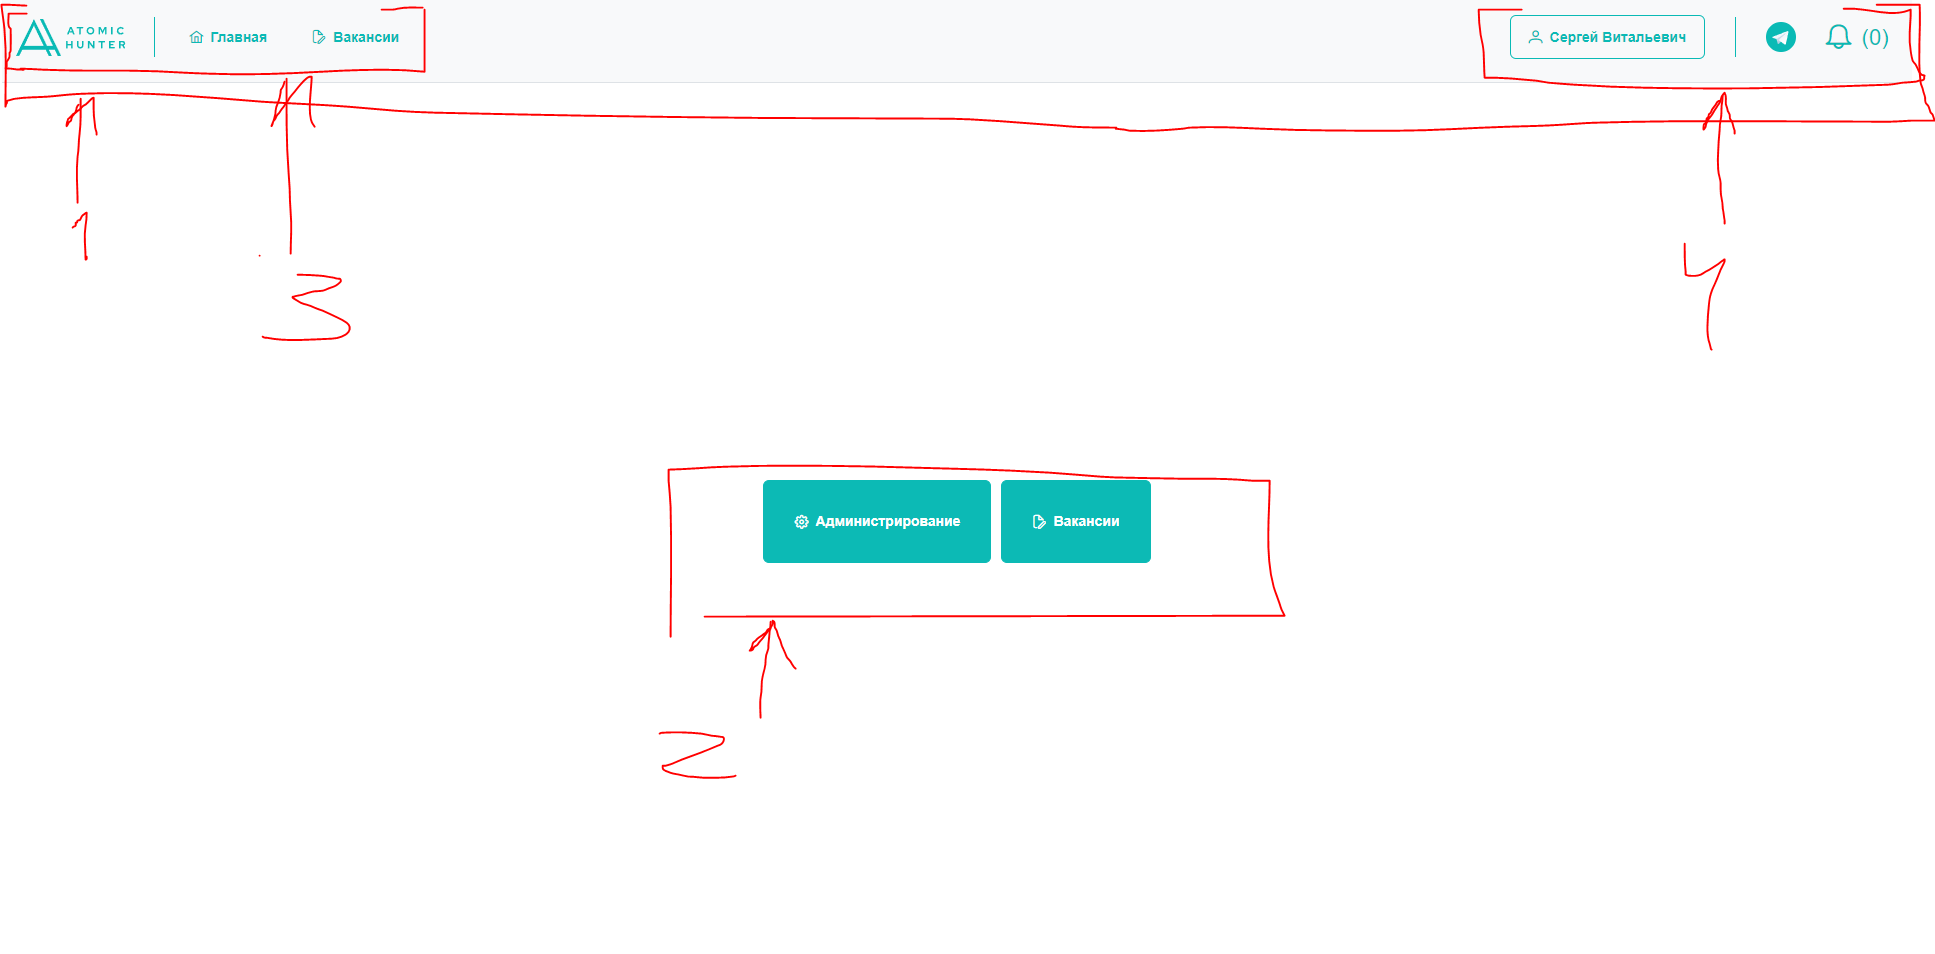 ATOMIC
HUNTER
Главная
Вакансии
Сергей Витальевич
(0)
1
3
4
Администрирование
Вакансии
2